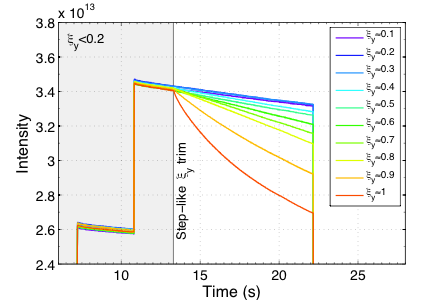 x 10^13
3.8
3.6
3.4
3.2
3
2.8
2.6
2.4
Intensity
ξy<0.2
Step-like ξy trim
ξy≈0.1
ξy≈0.2
ξy≈0.3
ξy≈0.4
ξy≈0.5
ξy≈0.6
ξy≈0.7
ξy≈0.8
ξy≈0.9
ξy≈1
10
15
20
25
Time (s)